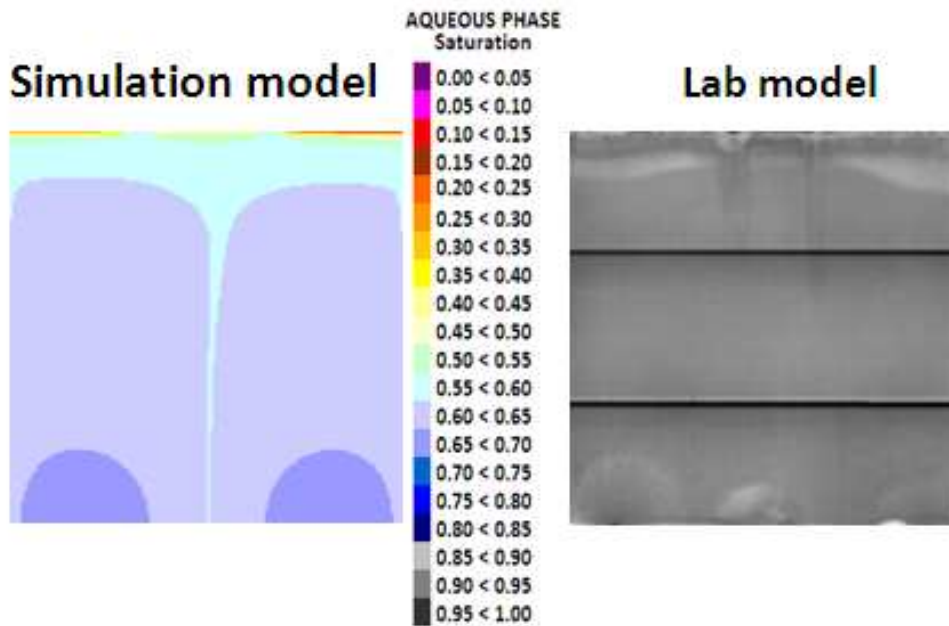 AQUEOUS PHASE
Saturation
Simulation model
Lab model
0.00 < 0.05
0.05 < 0.10
0.10 < 0.15
0.15 < 0.20
0.20 < 0.25
0.25 < 0.30
0.30 < 0.35
0.35 < 0.40
0.40 < 0.45
0.45 < 0.50
0.50 < 0.55
0.55 < 0.60
0.60 < 0.65
0.65 < 0.70
0.70 < 0.75
0.75 < 0.80
0.80 < 0.85
0.85 < 0.90
0.90 < 0.95
0.95 < 1.00